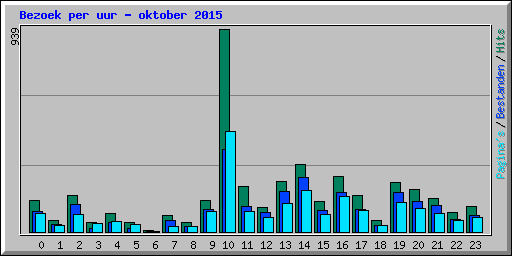 Bezoek per uur - oktober 2015
939
Pagina's/Bestanden/Hits
0 1 2 3 4 5 6 7 8 9 10 11 12 13 14 15 16 17 18 19 20 21 22 23